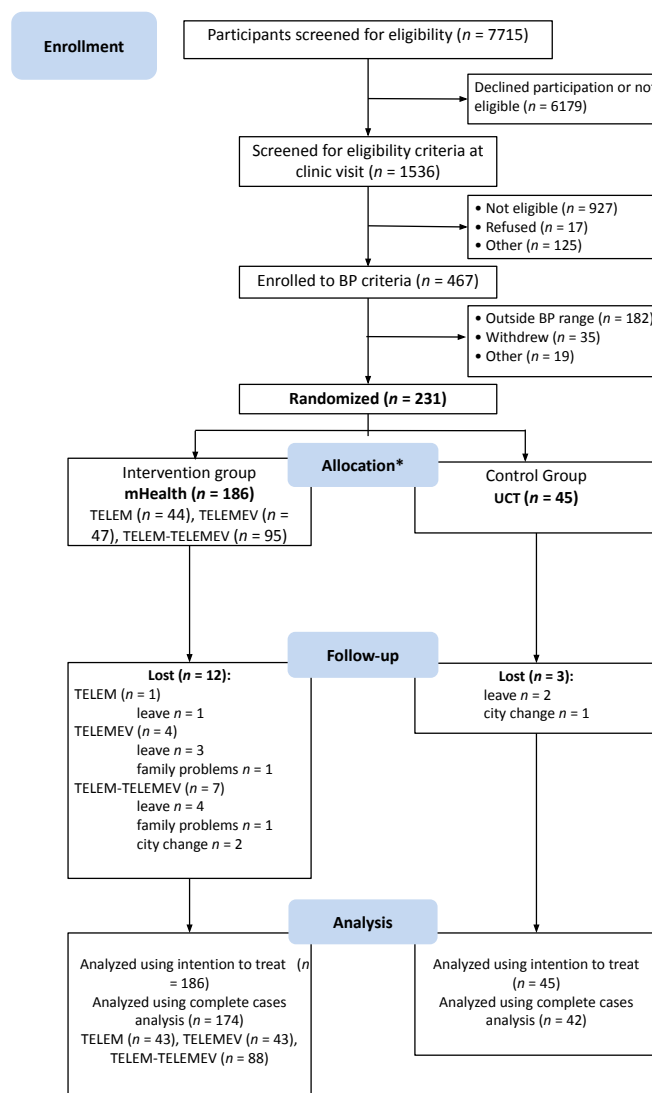 Enrollment
Participants screened for eligibility (n = 7715)
Declined participation or not
eligible (n = 6179)
Screened for eligibility criteria at
clinic visit (n = 1536)
• Not eligible (n = 927)
• Refused (n = 17)
• Other (n = 125)
Enrolled to BP criteria (n = 467)
• Outside BP range (n = 182)
• Withdrew (n = 35)
• Other (n = 19)
Randomized (n = 231)
Allocation*
Intervention group
mHealth (n = 186)
TELEM (n = 44), TELEMEV (n =
47), TELEM-TELEMEV (n = 95)
Control Group
UCT (n = 45)
Follow-up
Lost (n = 12):
TELEM (n = 1)
leave n = 1
TELEMEV (n = 4)
leave n = 3
family problems n = 1
TELEM-TELEMEV (n = 7)
leave n = 4
family problems n = 1
city change n = 2
Lost (n = 3):
leave n = 2
city change n = 1
Analysis
Analyzed using intention to treat (n
= 186)
Analyzed using complete cases
analysis (n = 174)
TELEM (n = 43), TELEMEV (n = 43),
TELEM-TELEMEV (n = 88)
Analyzed using intention to treat
(n = 45)
Analyzed using complete cases
analysis (n = 42)